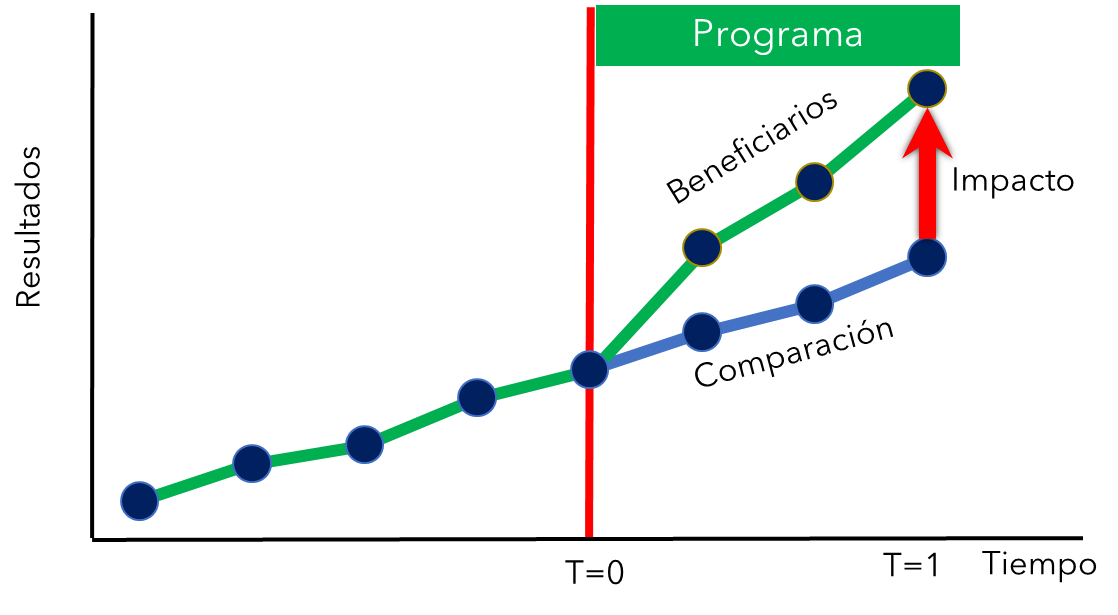 Programa
Beneficiarios
Resultados
Impacto
Comparación
T=0
T=1
Tiempo